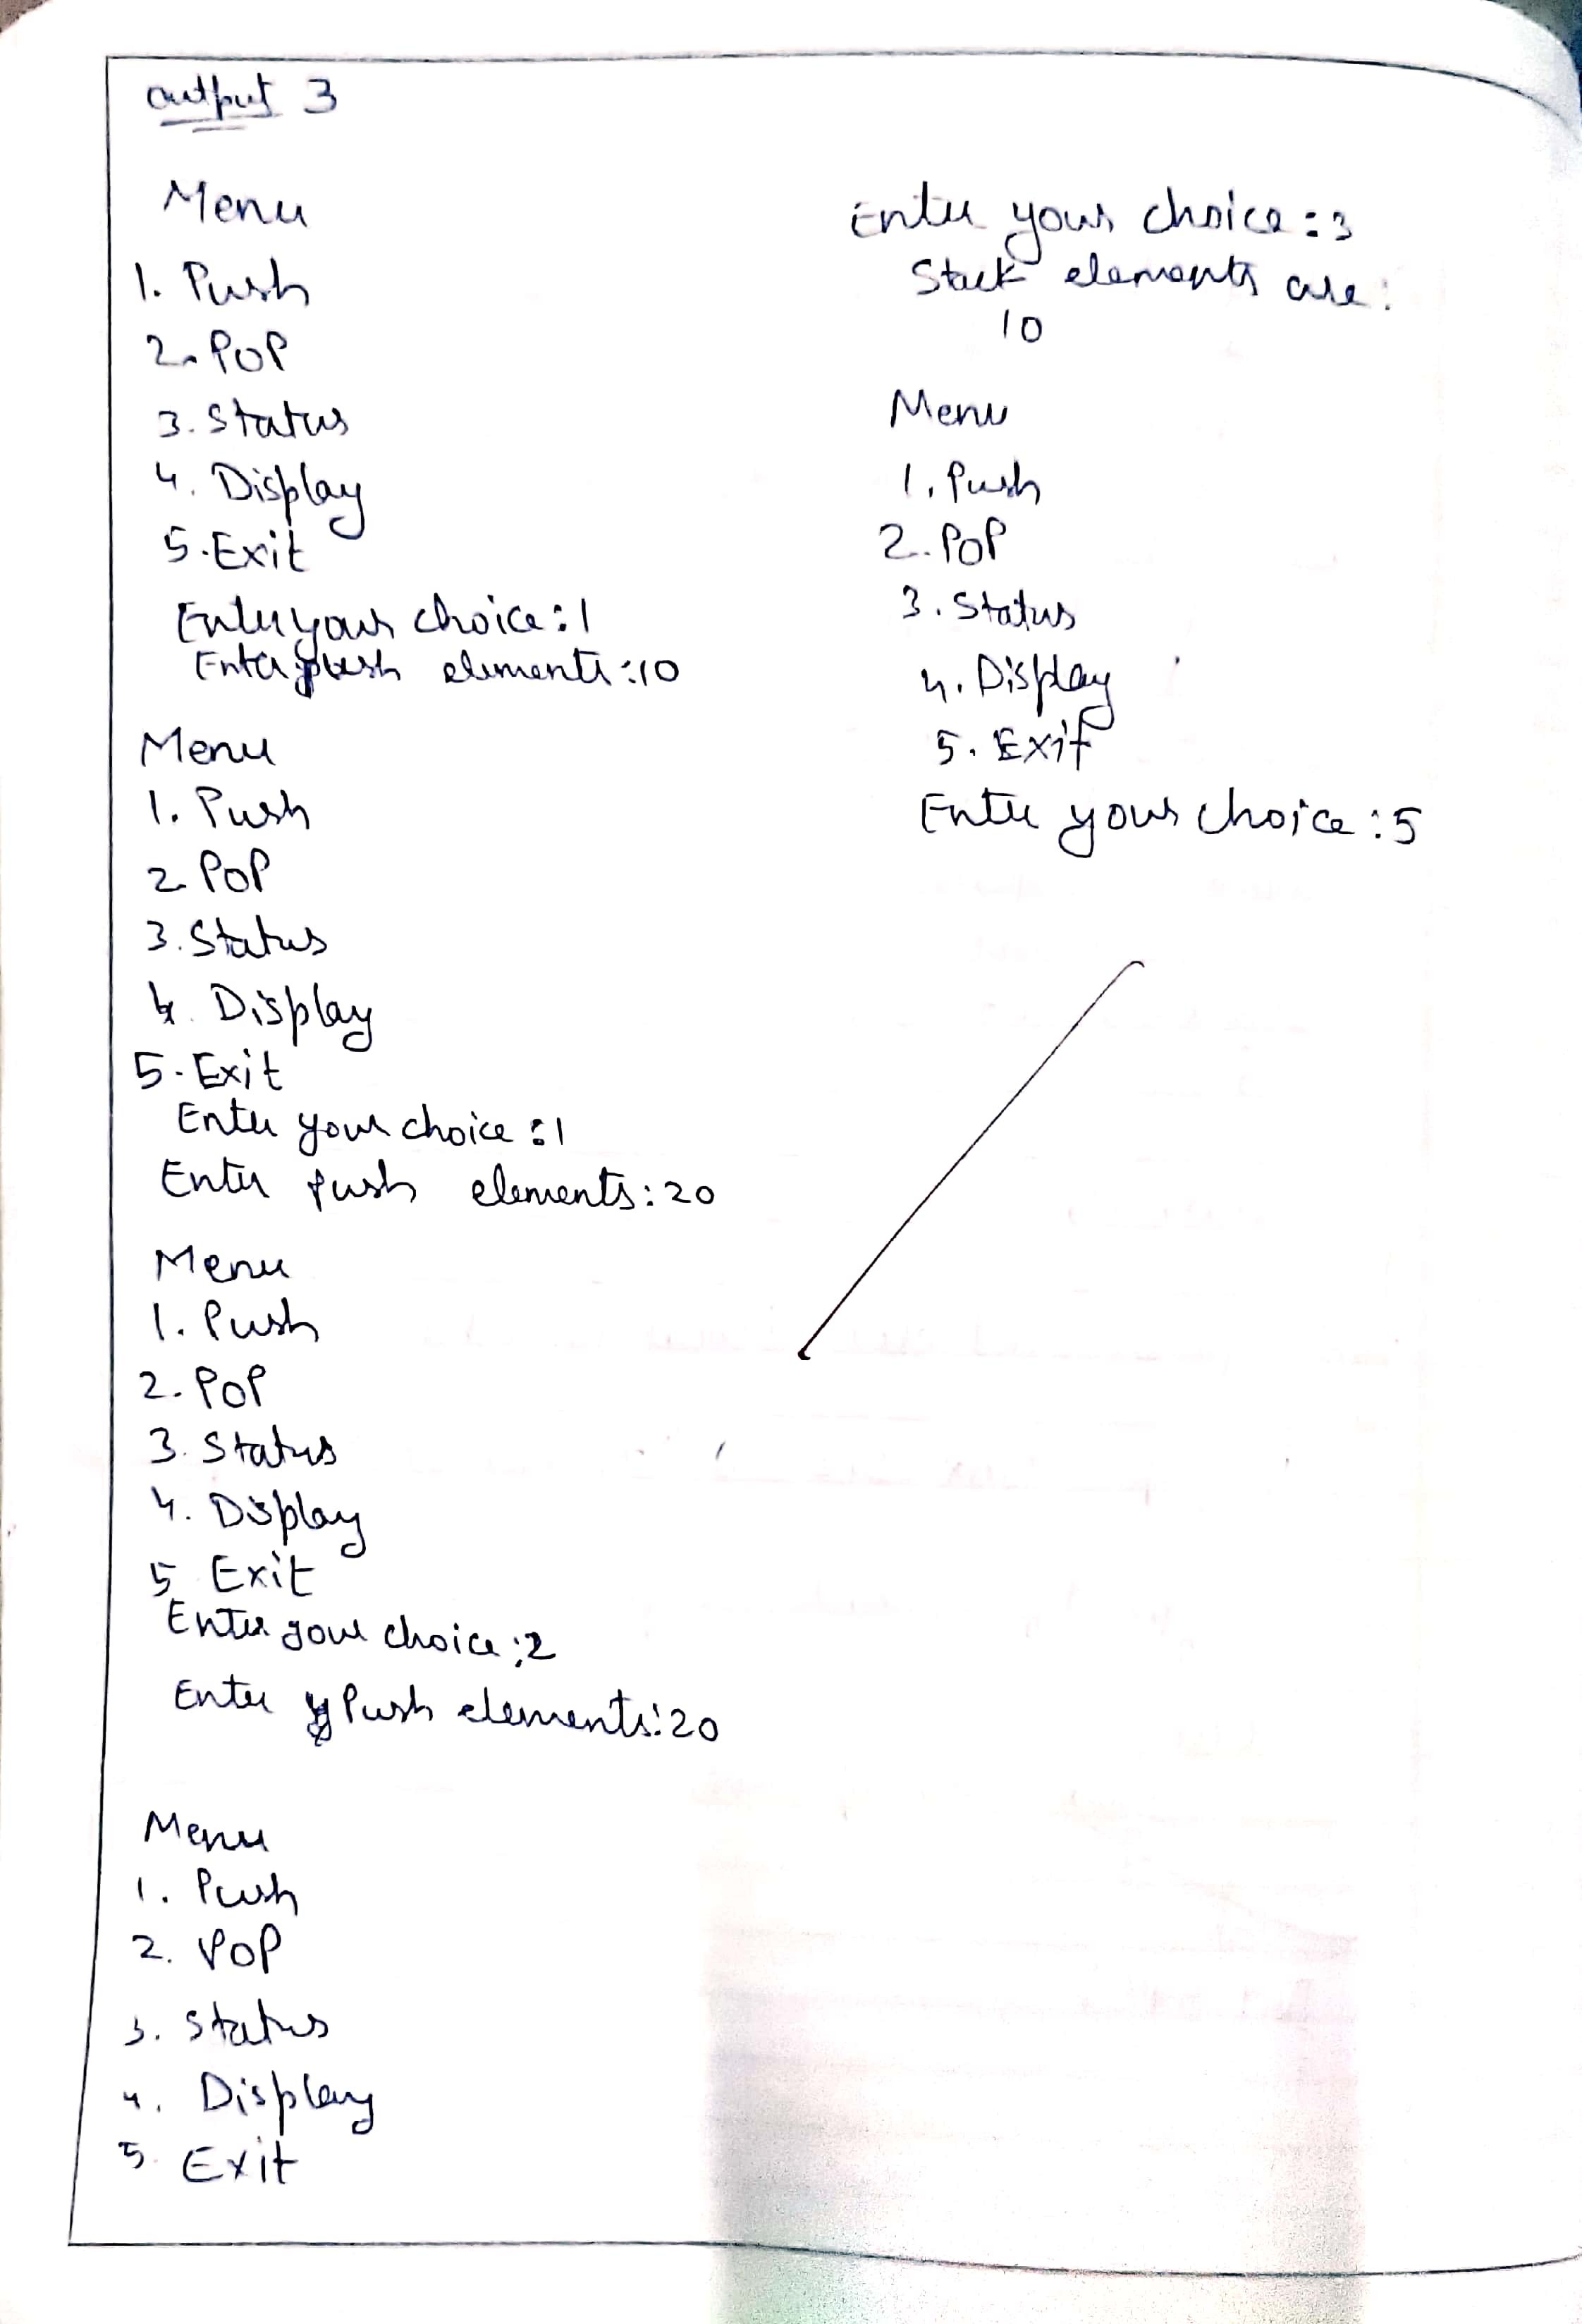 output 3
Menu
1. Push
2. POP
3. Status
4. Display
5. Exit
Enter your choice : 1
Enter push elements : 10
Menu
1. Push
2. POP
3. Status
4. Display
5. Exit
Enter your choice : 1
Enter push elements : 20
Menu
1. Push
2. POP
3. Status
4. Display
5 Exit
Enter your choice : 2
Enter Push elements : 20
Menu
1. Push
2. POP
3. Status
4. Display
5. Exit
Enter your choice : 3
Stack elements are :
10
Menu
1. Push
2. POP
3. Status
4. Display
5. Exit
Enter your choice : 5